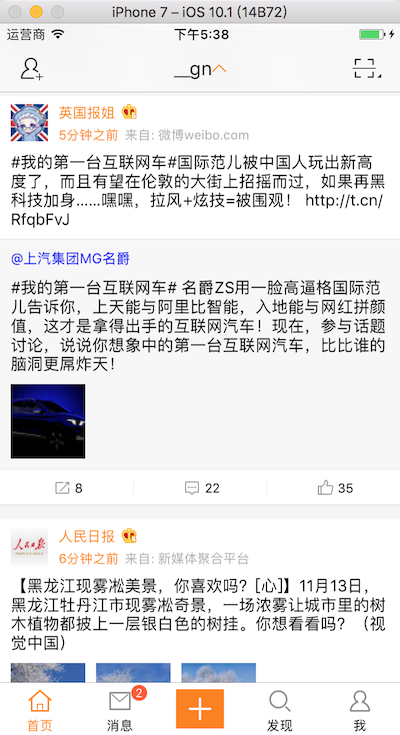 iPhone 7 – iOS 10.1 (14B72)
运营商 下午5:38
__gn
英国报姐
5分钟之前 来自: 微博weibo.com
#我的第一台互联网车#国际范儿被中国人玩出新高
度了，而且有望在伦敦的大街上招摇而过，如果再黑
科技加身……嘿嘿，拉风+炫技=被围观！ http://t.cn/
RfqbFvJ
@上汽集团MG名爵
#我的第一台互联网车# 名爵ZS用一脸高逼格国际范
儿告诉你，上天能与阿里比智能，入地能与网红拼颜
值，这才是拿得出手的互联网汽车！现在，参与话题
讨论，说说你想象中的第一台互联网汽车，比比谁的
脑洞更屌炸天！
8 22 35
人民日报
人民日报
6分钟之前 来自: 新媒体聚合平台
【黑龙江现雾凇美景，你喜欢吗？[心]】11月13日，
黑龙江牡丹江市现雾凇奇景，一场浓雾让城市里的树
木植物都披上一层银白色的树挂。你想看看吗？（视
觉中国）
2
首页 消息 发现 我